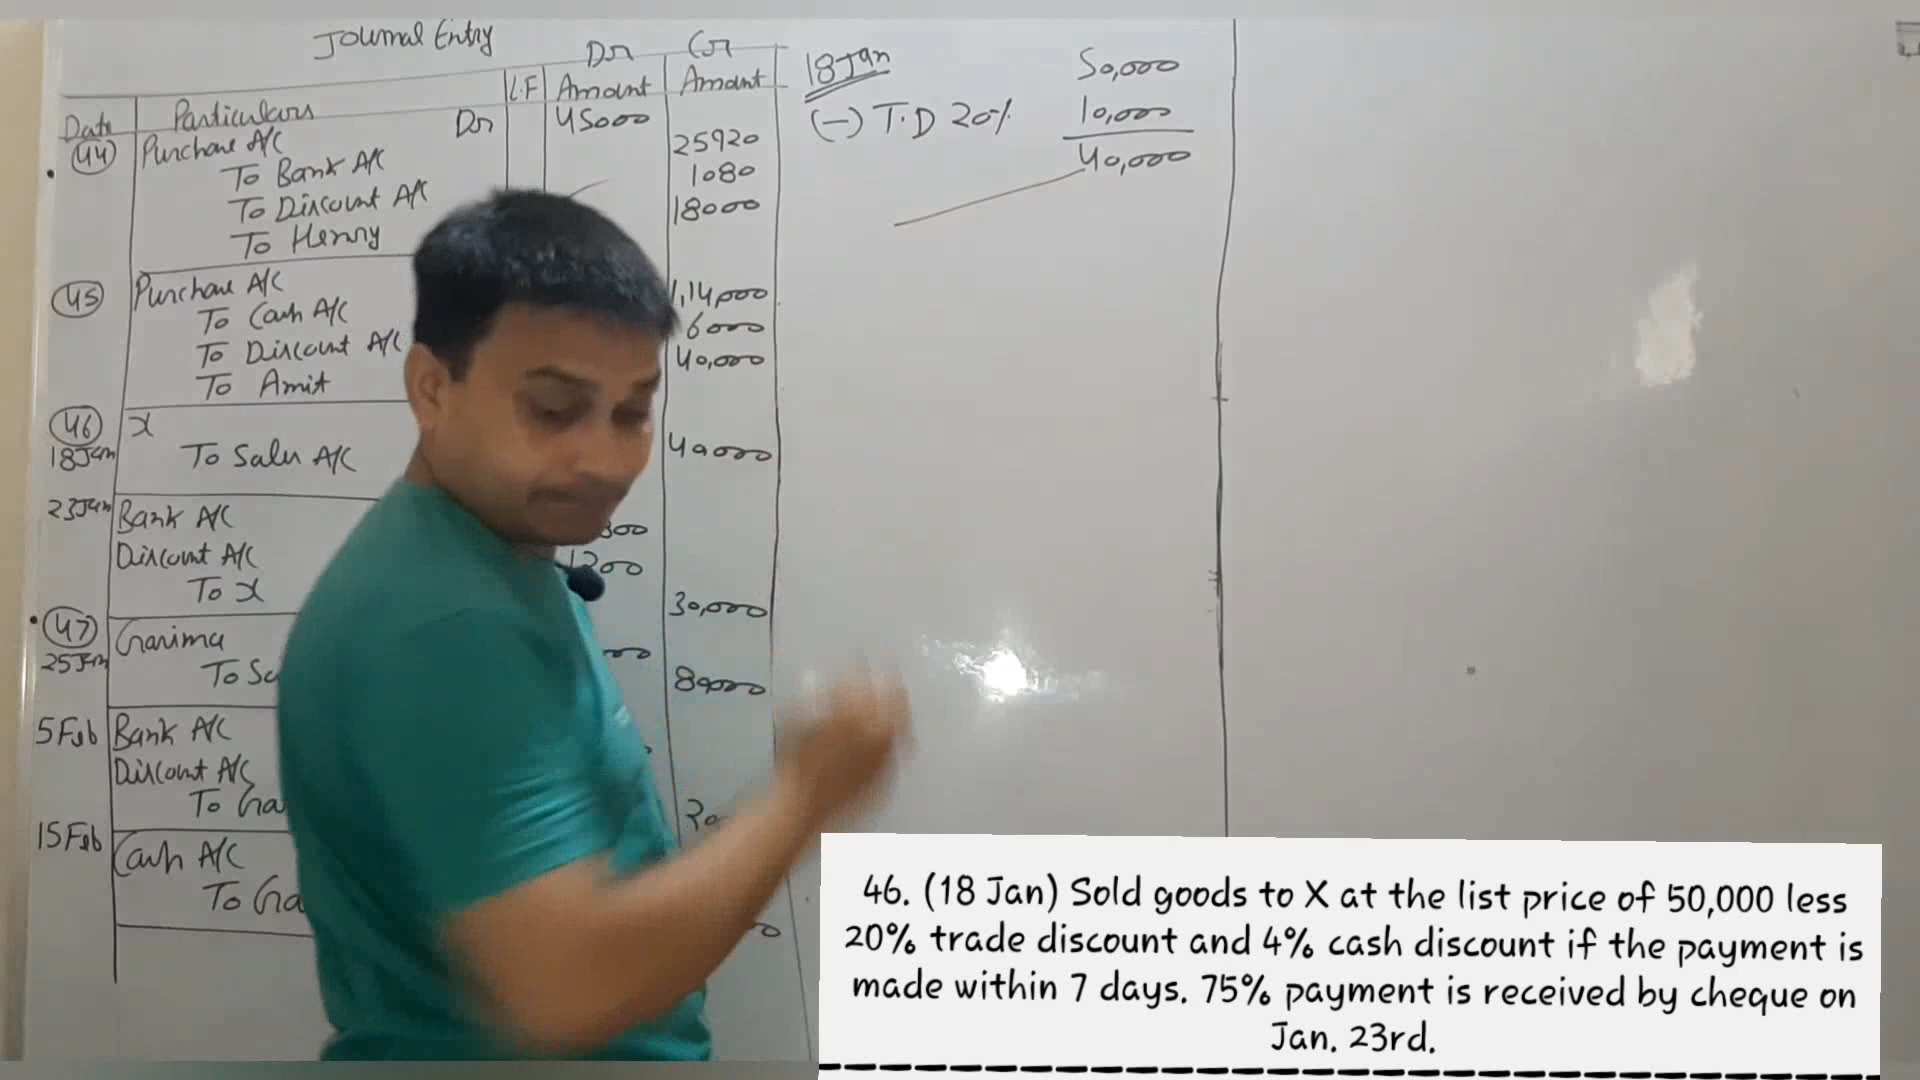 Journal Entry
Date Particulars L.F Dr Amount Cr Amount
44 Purchase A/C Dr 45000
To Bank A/C 25920
To Discount A/C 1080
To Henry 18000
45 Purchase A/C
To Cash A/C 1,14,000
To Discount A/C 6000
To Amit 40,000
46 X
18 Jan To Sales A/C 40000
23 Jan Bank A/C
Discount A/C 1200
To X 30,000
47 Garima
25 Jan To 80000
5 Feb Bank A/C
Discount A/C
To
15 Feb Cash A/C
To
18 Jan 50,000
(-) T.D 20% 10,000
40,000
46. (18 Jan) Sold goods to X at the list price of 50,000 less
20% trade discount and 4% cash discount if the payment is
made within 7 days. 75% payment is received by cheque on
Jan. 23rd.